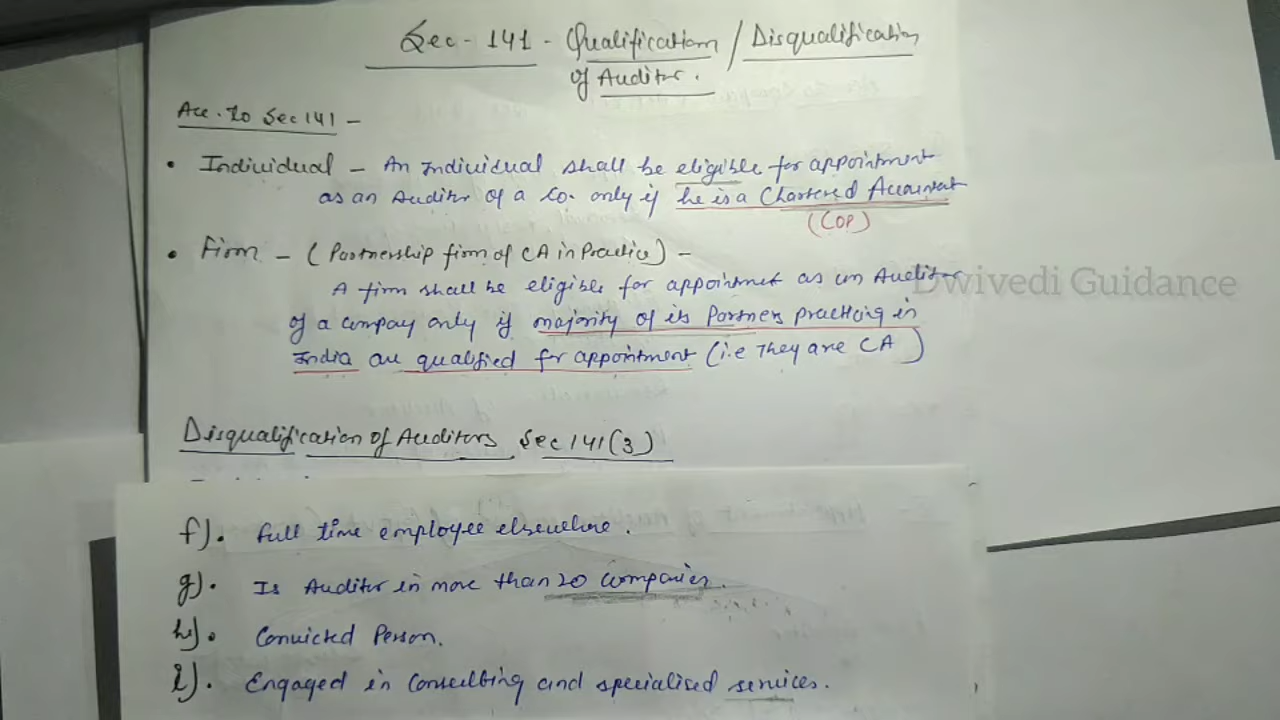 Sec - 141 - Qualification / Disqualification
of Auditor.
Acc. to Sec 141 -
• Individual - An individual shall be eligible for appointment
as an Auditor of a Co. only if he is a Chartered Accountant
(COP)
• Firm - (Partnership firm of CA in Practice) -
A firm shall be eligible for appointment as an Auditor
of a company only if majority of its Partners practicing in
India are qualified for appointment (i.e They are CA)
Dwivedi Guidance
Disqualification of Auditors Sec 141(3)
f). Full time employee elsewhere.
g). Is Auditor in more than 20 companies.
h). Convicted Person.
i). Engaged in consulting and specialised services.